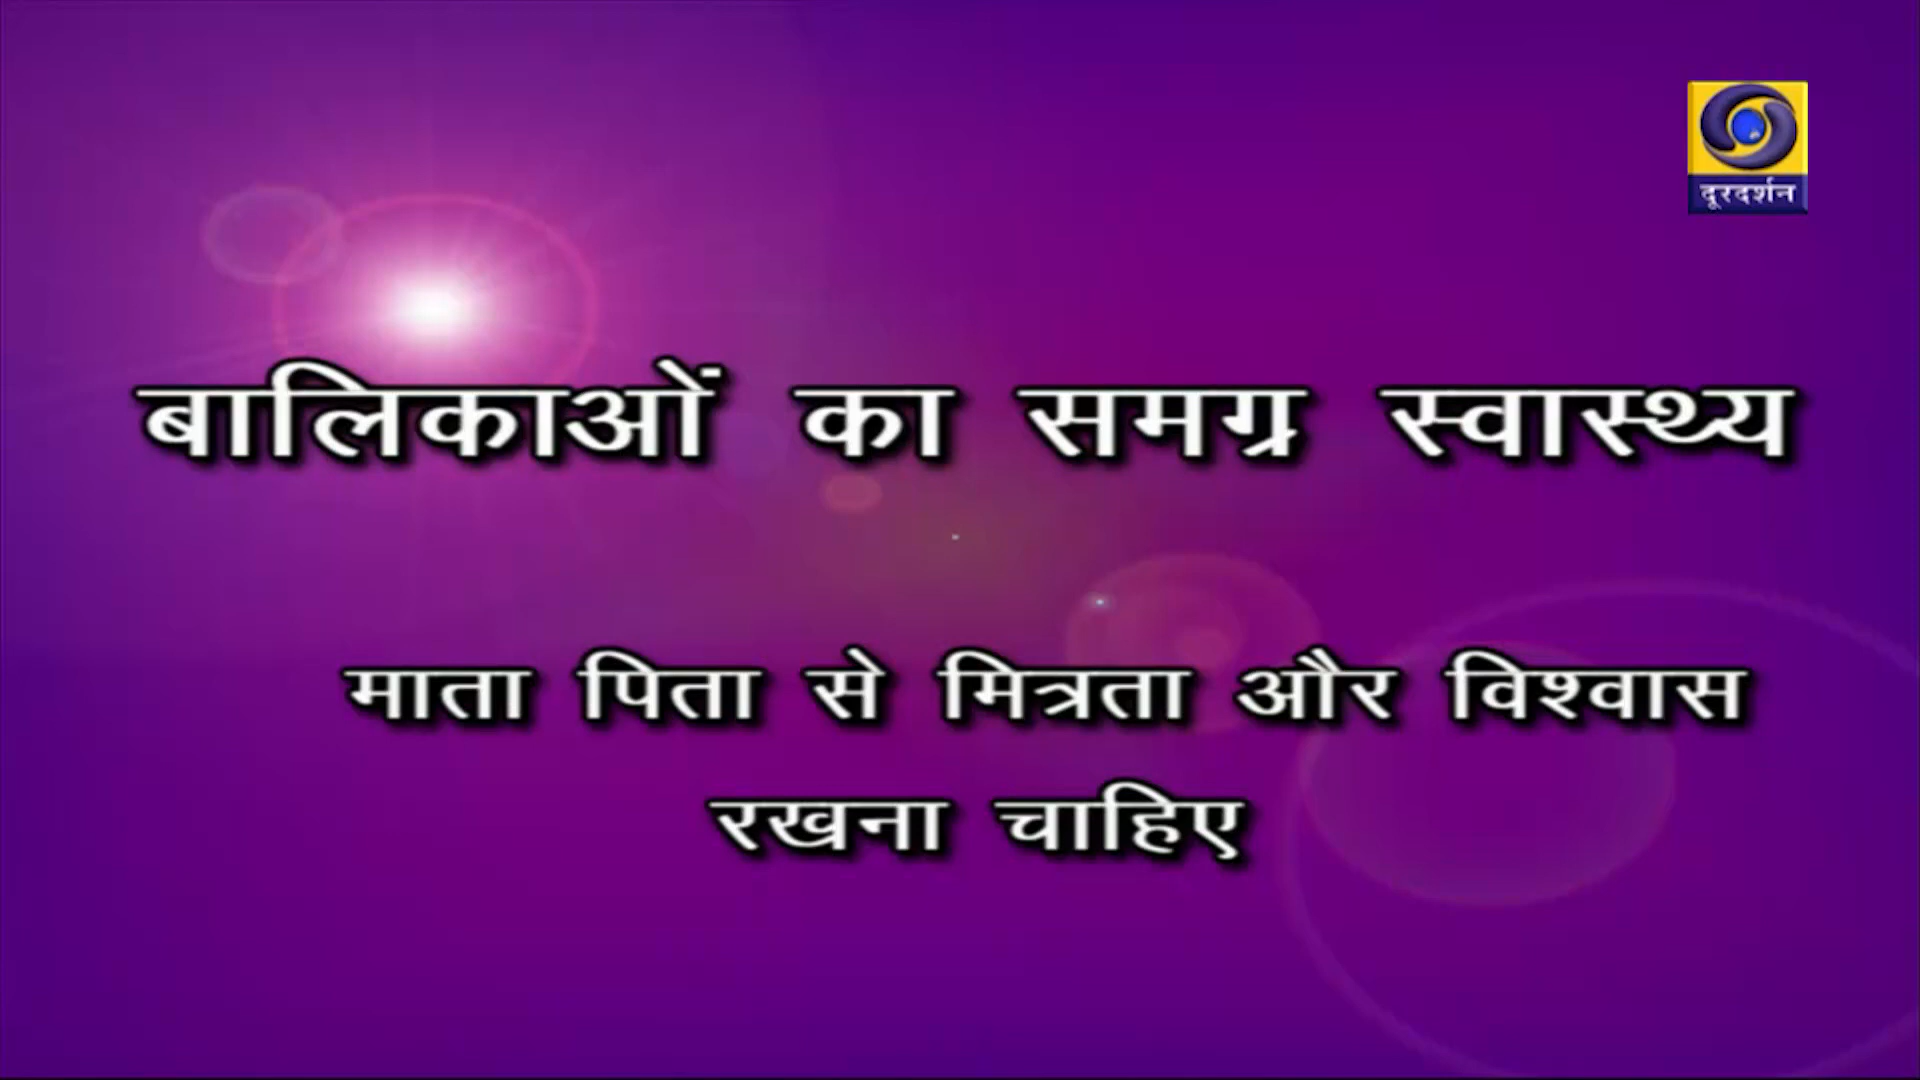 दूरदर्शन
बालिकाओं का समग्र स्वास्थ्य
माता पिता से मित्रता और विश्वास
रखना चाहिए